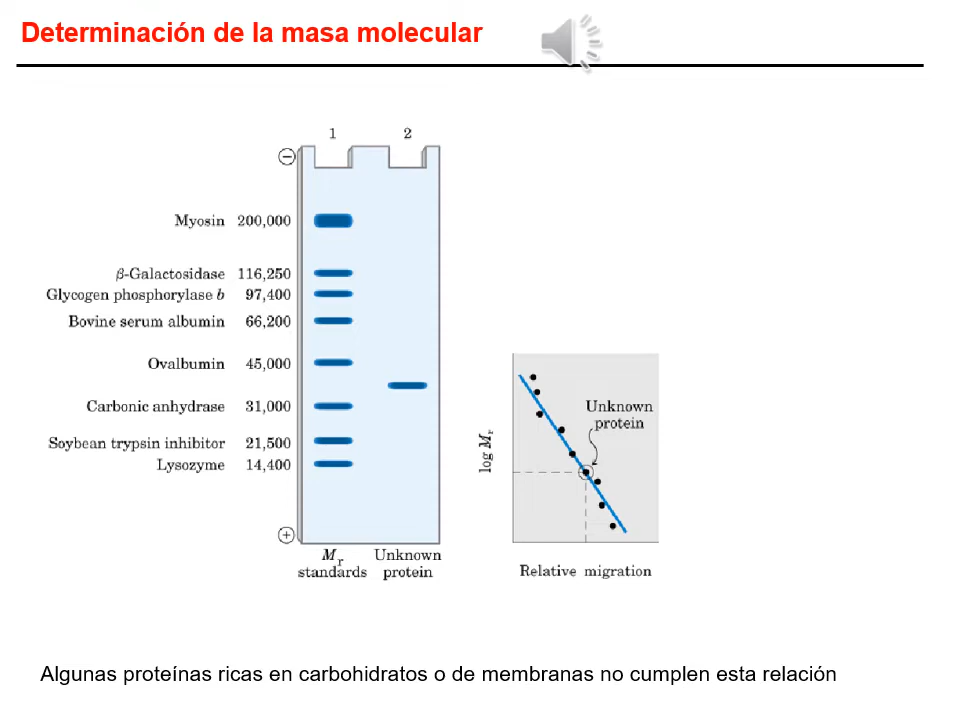 Determinación de la masa molecular
1 2
−
Myosin 200,000
β-Galactosidase 116,250
Glycogen phosphorylase b 97,400
Bovine serum albumin 66,200
Ovalbumin 45,000
Carbonic anhydrase 31,000
Soybean trypsin inhibitor 21,500
Lysozyme 14,400
+
Mr
standards
Unknown
protein
log Mr
Unknown
protein
Relative migration
Algunas proteínas ricas en carbohidratos o de membranas no cumplen esta relación